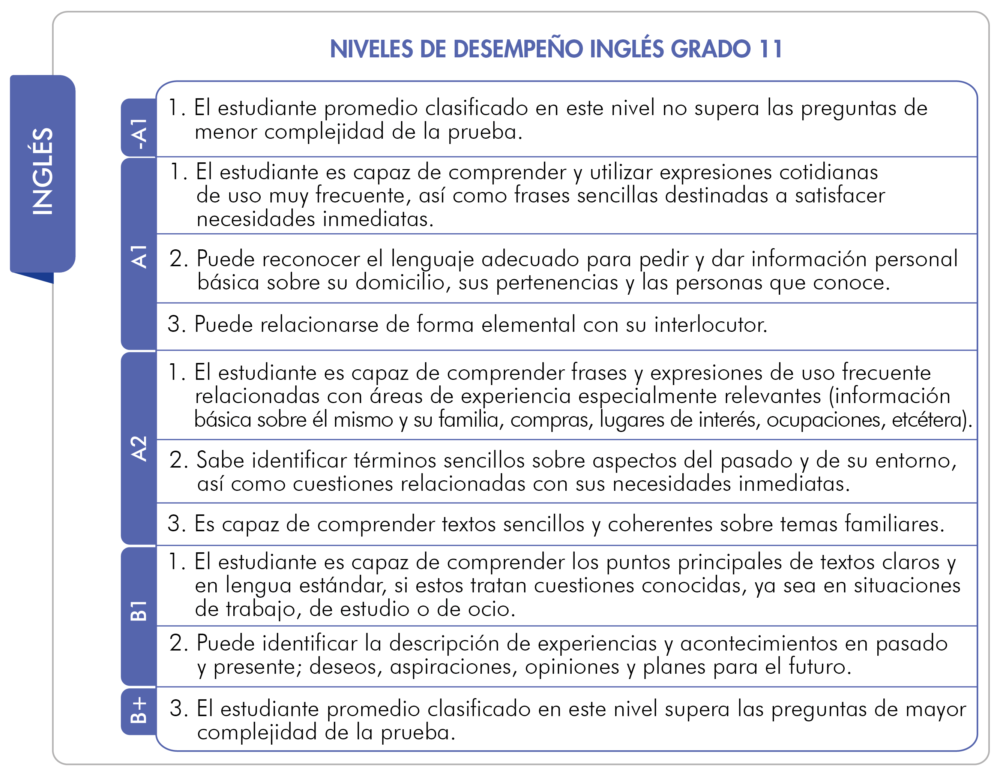 NIVELES DE DESEMPEÑO INGLÉS GRADO 11
INGLÉS
-A1
1. El estudiante promedio clasificado en este nivel no supera las preguntas de
menor complejidad de la prueba.
A1
1. El estudiante es capaz de comprender y utilizar expresiones cotidianas
de uso muy frecuente, así como frases sencillas destinadas a satisfacer
necesidades inmediatas.
2. Puede reconocer el lenguaje adecuado para pedir y dar información personal
básica sobre su domicilio, sus pertenencias y las personas que conoce.
3. Puede relacionarse de forma elemental con su interlocutor.
A2
1. El estudiante es capaz de comprender frases y expresiones de uso frecuente
relacionadas con áreas de experiencia especialmente relevantes (información
básica sobre él mismo y su familia, compras, lugares de interés, ocupaciones, etcétera).
2. Sabe identificar términos sencillos sobre aspectos del pasado y de su entorno,
así como cuestiones relacionadas con sus necesidades inmediatas.
3. Es capaz de comprender textos sencillos y coherentes sobre temas familiares.
B1
1. El estudiante es capaz de comprender los puntos principales de textos claros y
en lengua estándar, si estos tratan cuestiones conocidas, ya sea en situaciones
de trabajo, de estudio o de ocio.
2. Puede identificar la descripción de experiencias y acontecimientos en pasado
y presente; deseos, aspiraciones, opiniones y planes para el futuro.
B+
3. El estudiante promedio clasificado en este nivel supera las preguntas de mayor
complejidad de la prueba.